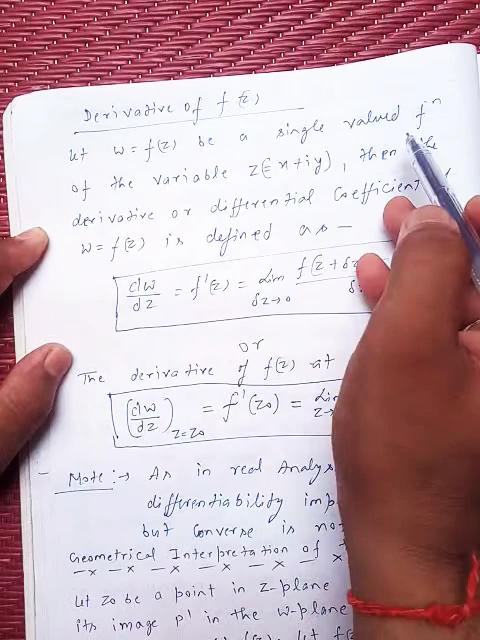 Derivative of f(z)
Let w = f(z) be a single valued fⁿ
of the variable z(= x+iy), then the
derivative or differential coefficient
w = f(z) is defined as –
dw/dz = f'(z) = lim δz→0 f(z + δz
or
The derivative of f(z) at
(dw/dz) z=z0 = f'(z0) = lim z→
Note :→ As in real Analys
differentiability imp
but converse is not
Geometrical Interpretation of
Let z0 be a point in z-plane
its image p' in the w-plane